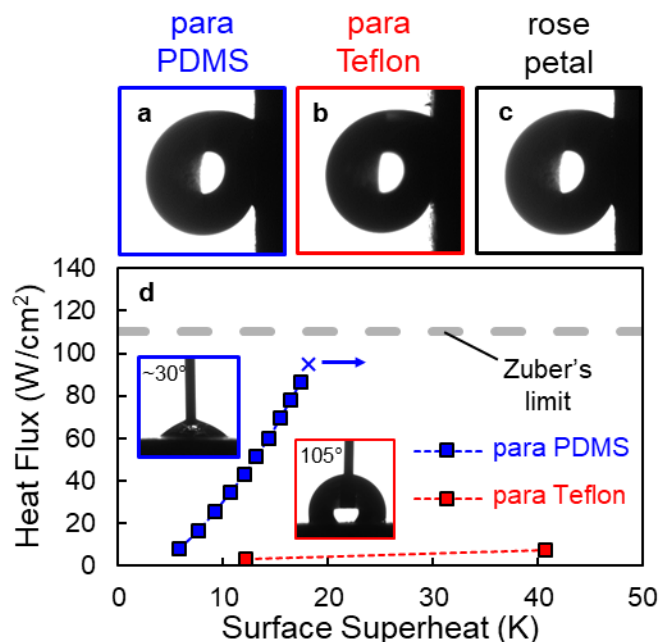 para
PDMS
para
Teflon
rose
petal
a
b
c
d
140
120
100
80
60
40
20
0
Heat Flux (W/cm²)
~30°
105°
Zuber's
limit
para PDMS
para Teflon
0
10
20
30
40
50
Surface Superheat (K)